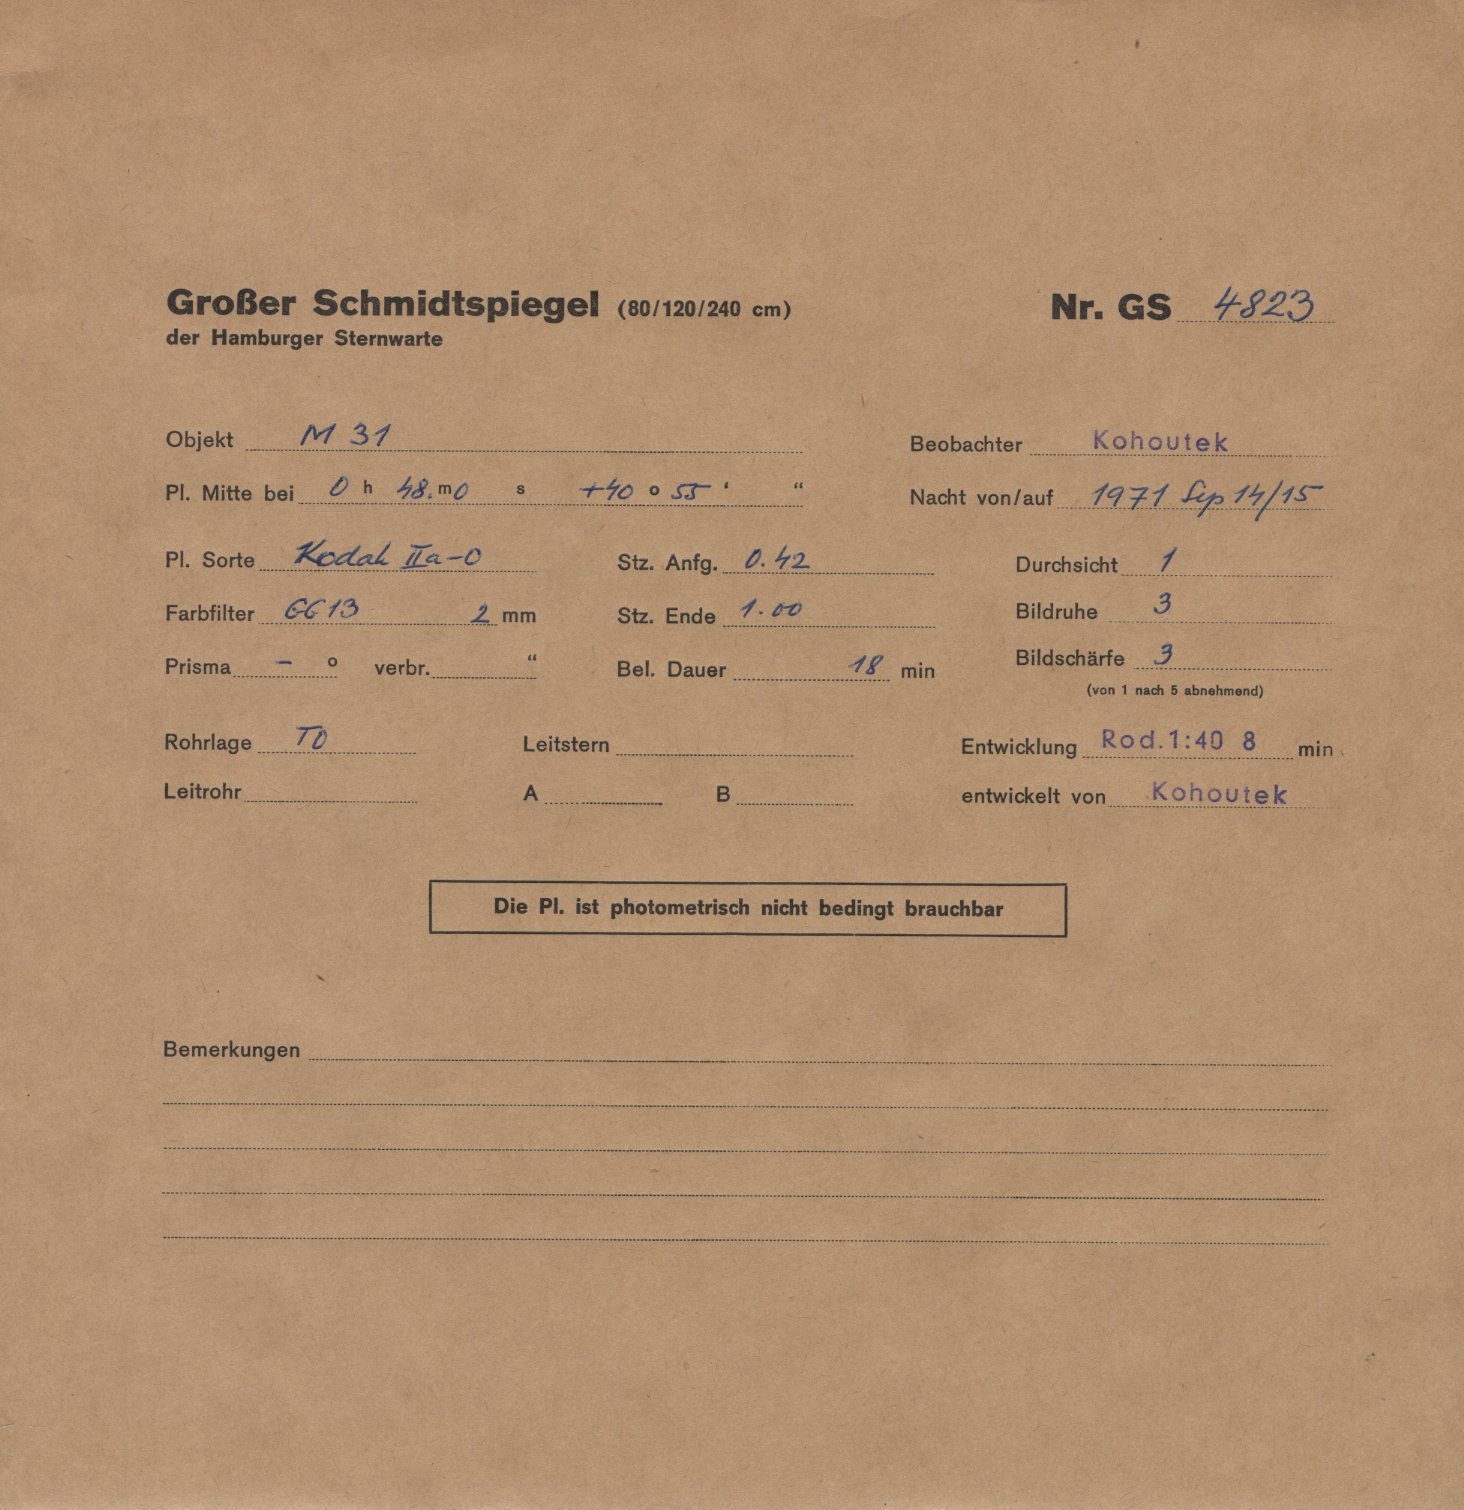 Großer Schmidtspiegel (80/120/240 cm) Nr. GS 4823
der Hamburger Sternwarte
Objekt M 31 Beobachter Kohoutek
Pl. Mitte bei 0 h 48. m 0 s +40 o 55 ‘ “ Nacht von/auf 1971 Sep 14/15
Pl. Sorte Kodak IIa-O Stz. Anfg. 0.42 Durchsicht 1
Farbfilter GG13 2 mm Stz. Ende 1.00 Bildruhe 3
Prisma – o verbr. “ Bel. Dauer 18 min Bildschärfe 3
(von 1 nach 5 abnehmend)
Rohrlage TO Leitstern Entwicklung Rod.1:40 8 min
Leitrohr A B entwickelt von Kohoutek
Die Pl. ist photometrisch nicht bedingt brauchbar
Bemerkungen